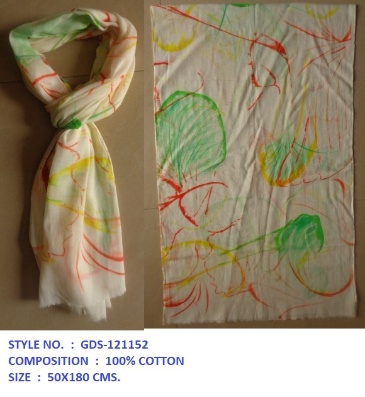 STYLE NO.  :  GDS-121152
COMPOSITION  :  100% COTTON
SIZE  :  50X180 CMS.